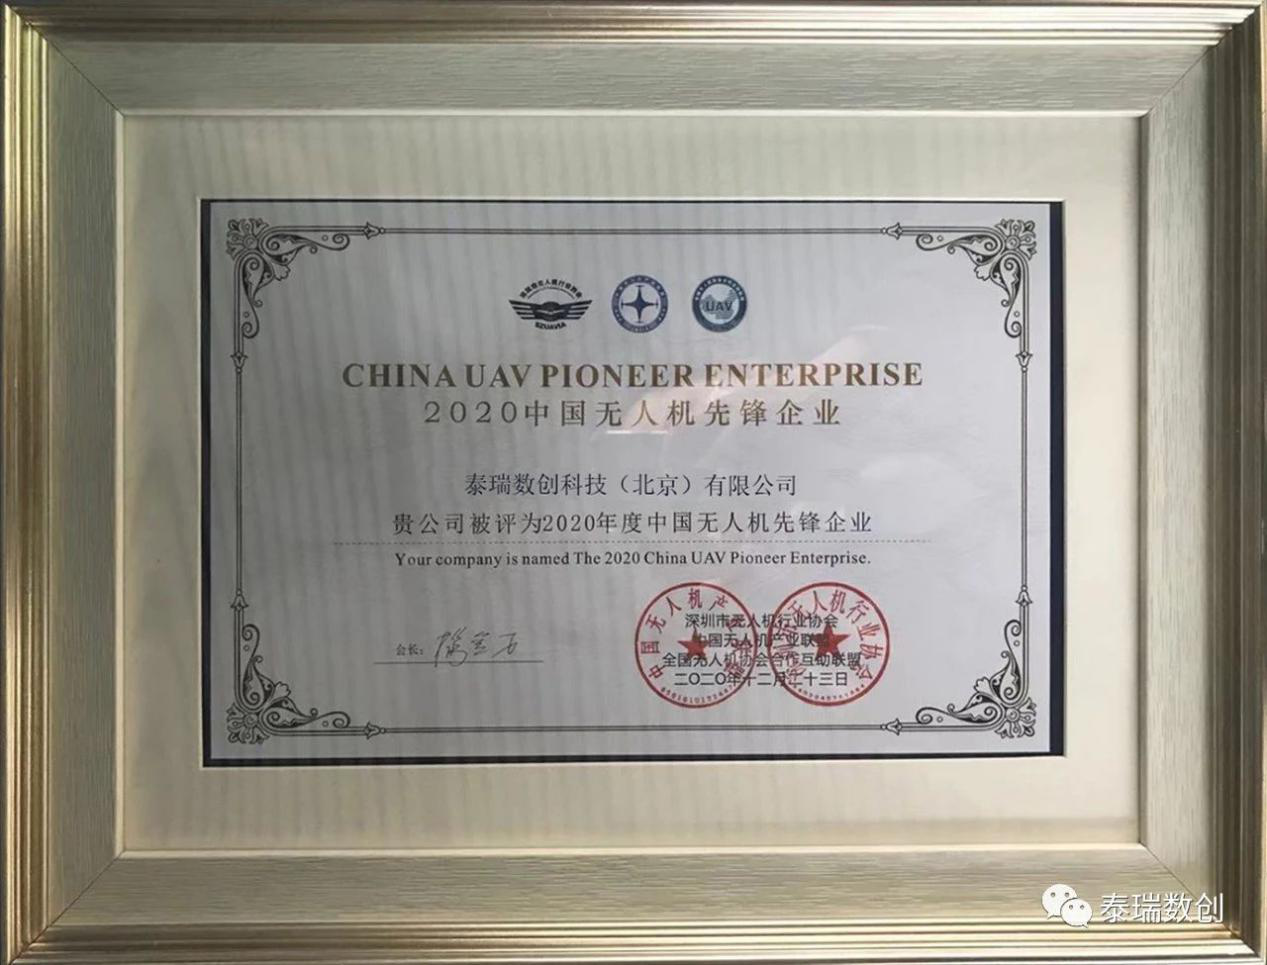 SZUAVIA
UAV
CHINA UAV PIONEER ENTERPRISE
2020中国无人机先锋企业
泰瑞数创科技（北京）有限公司
贵公司被评为2020年度中国无人机先锋企业
Your company is named The 2020 China UAV Pioneer Enterprise.
会长：
深圳市无人机行业协会
中国无人机产业联盟
全国无人机协会合作互助联盟
二〇二〇年十二月二十三日
泰瑞数创